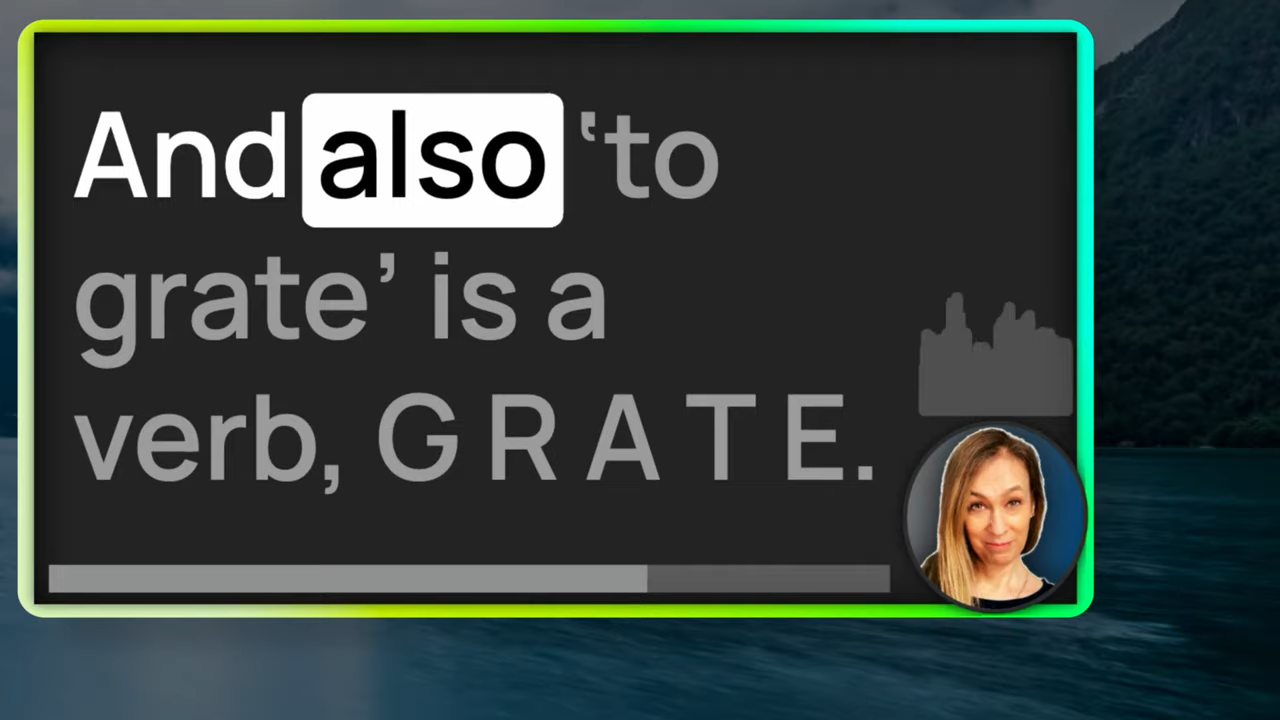 And also ‛to
grate’ is a
verb, G R A T E.